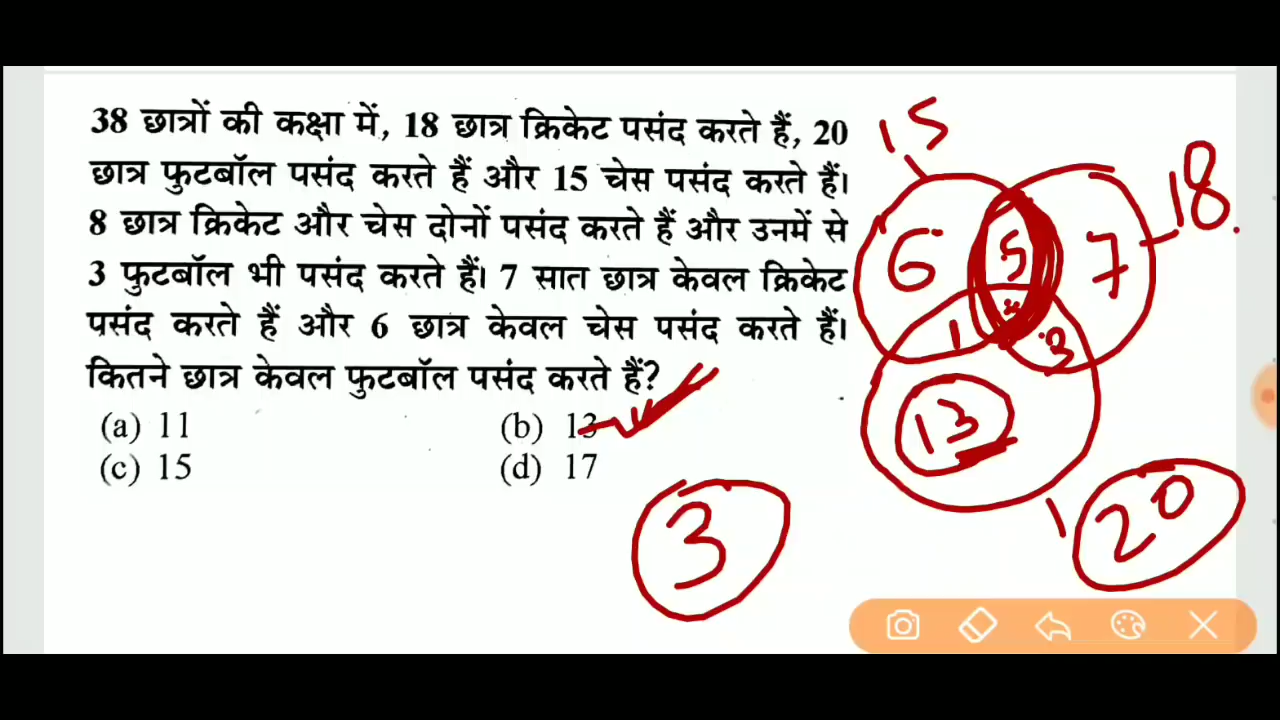 38 छात्रों की कक्षा में, 18 छात्र क्रिकेट पसंद करते हैं, 20
छात्र फुटबॉल पसंद करते हैं और 15 चेस पसंद करते हैं।
8 छात्र क्रिकेट और चेस दोनों पसंद करते हैं और उनमें से
3 फुटबॉल भी पसंद करते हैं। 7 सात छात्र केवल क्रिकेट
पसंद करते हैं और 6 छात्र केवल चेस पसंद करते हैं।
कितने छात्र केवल फुटबॉल पसंद करते हैं?
(a) 11 (b) 13
(c) 15 (d) 17
15
18
6 5 7
1 3
13
20
3